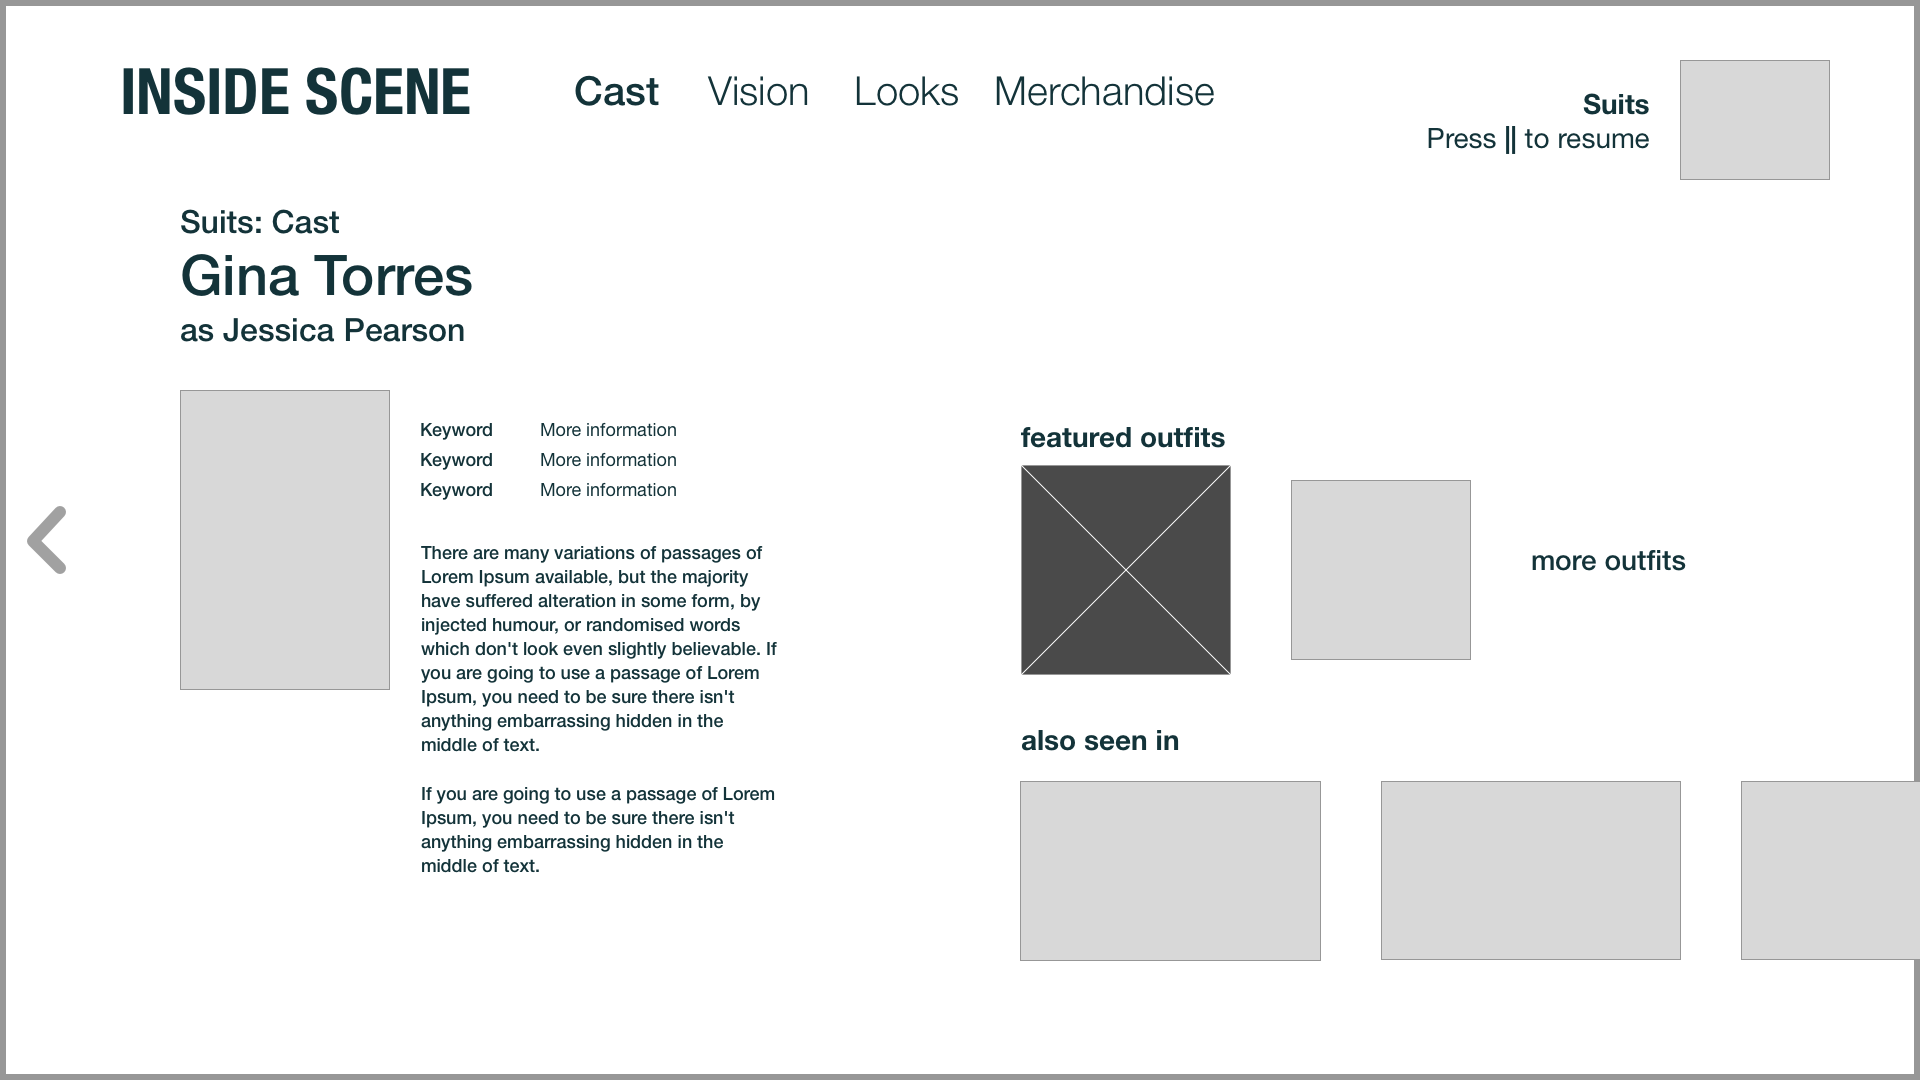 INSIDE SCENE
Cast Vision Looks Merchandise
Suits
Press || to resume
Suits: Cast
Gina Torres
as Jessica Pearson
Keyword More information
Keyword More information
Keyword More information
There are many variations of passages of
Lorem Ipsum available, but the majority
have suffered alteration in some form, by
injected humour, or randomised words
which don't look even slightly believable. If
you are going to use a passage of Lorem
Ipsum, you need to be sure there isn't
anything embarrassing hidden in the
middle of text.
If you are going to use a passage of Lorem
Ipsum, you need to be sure there isn't
anything embarrassing hidden in the
middle of text.
featured outfits
more outfits
also seen in